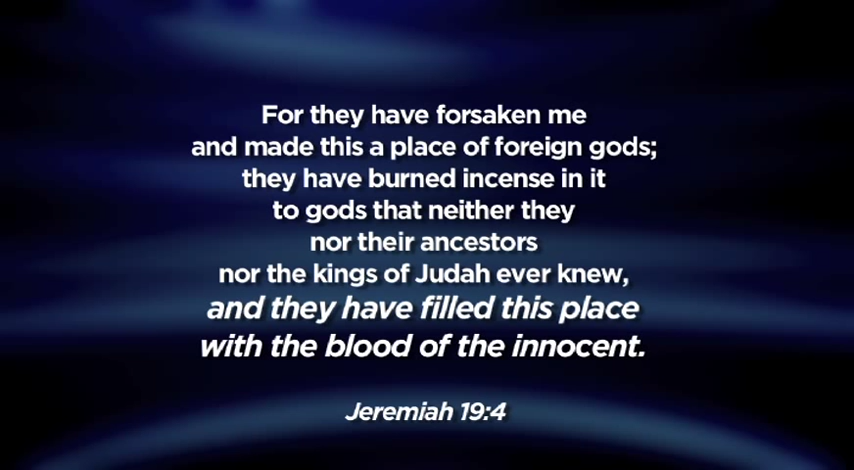 For they have forsaken me
and made this a place of foreign gods;
they have burned incense in it
to gods that neither they
nor their ancestors
nor the kings of Judah ever knew,
and they have filled this place
with the blood of the innocent.
Jeremiah 19:4